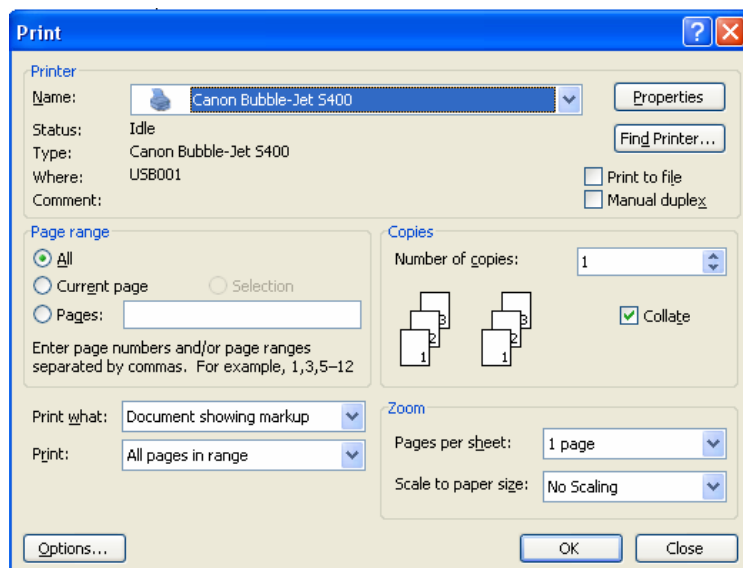 Print
Printer
Name: Canon Bubble-Jet S400 Properties
Status: Idle
Find Printer...
Type: Canon Bubble-Jet S400
Where: USB001 Print to file
Comment: Manual duplex
Page range
All
Current page Selection
Pages:
Enter page numbers and/or page ranges
separated by commas. For example, 1,3,5–12
Copies
Number of copies: 1
3 3
2 2
1 1
Collate
Print what: Document showing markup
Print: All pages in range
Zoom
Pages per sheet: 1 page
Scale to paper size: No Scaling
Options... OK Close